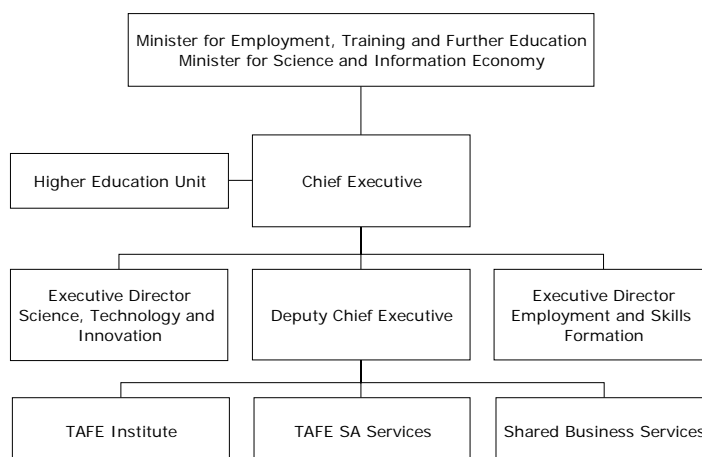 Minister for Employment, Training and Further Education
Minister for Science and Information Economy
Higher Education Unit
Chief Executive
Executive Director
Science, Technology and
Innovation
Deputy Chief Executive
Executive Director
Employment and Skills
Formation
TAFE Institute
TAFE SA Services
Shared Business Services